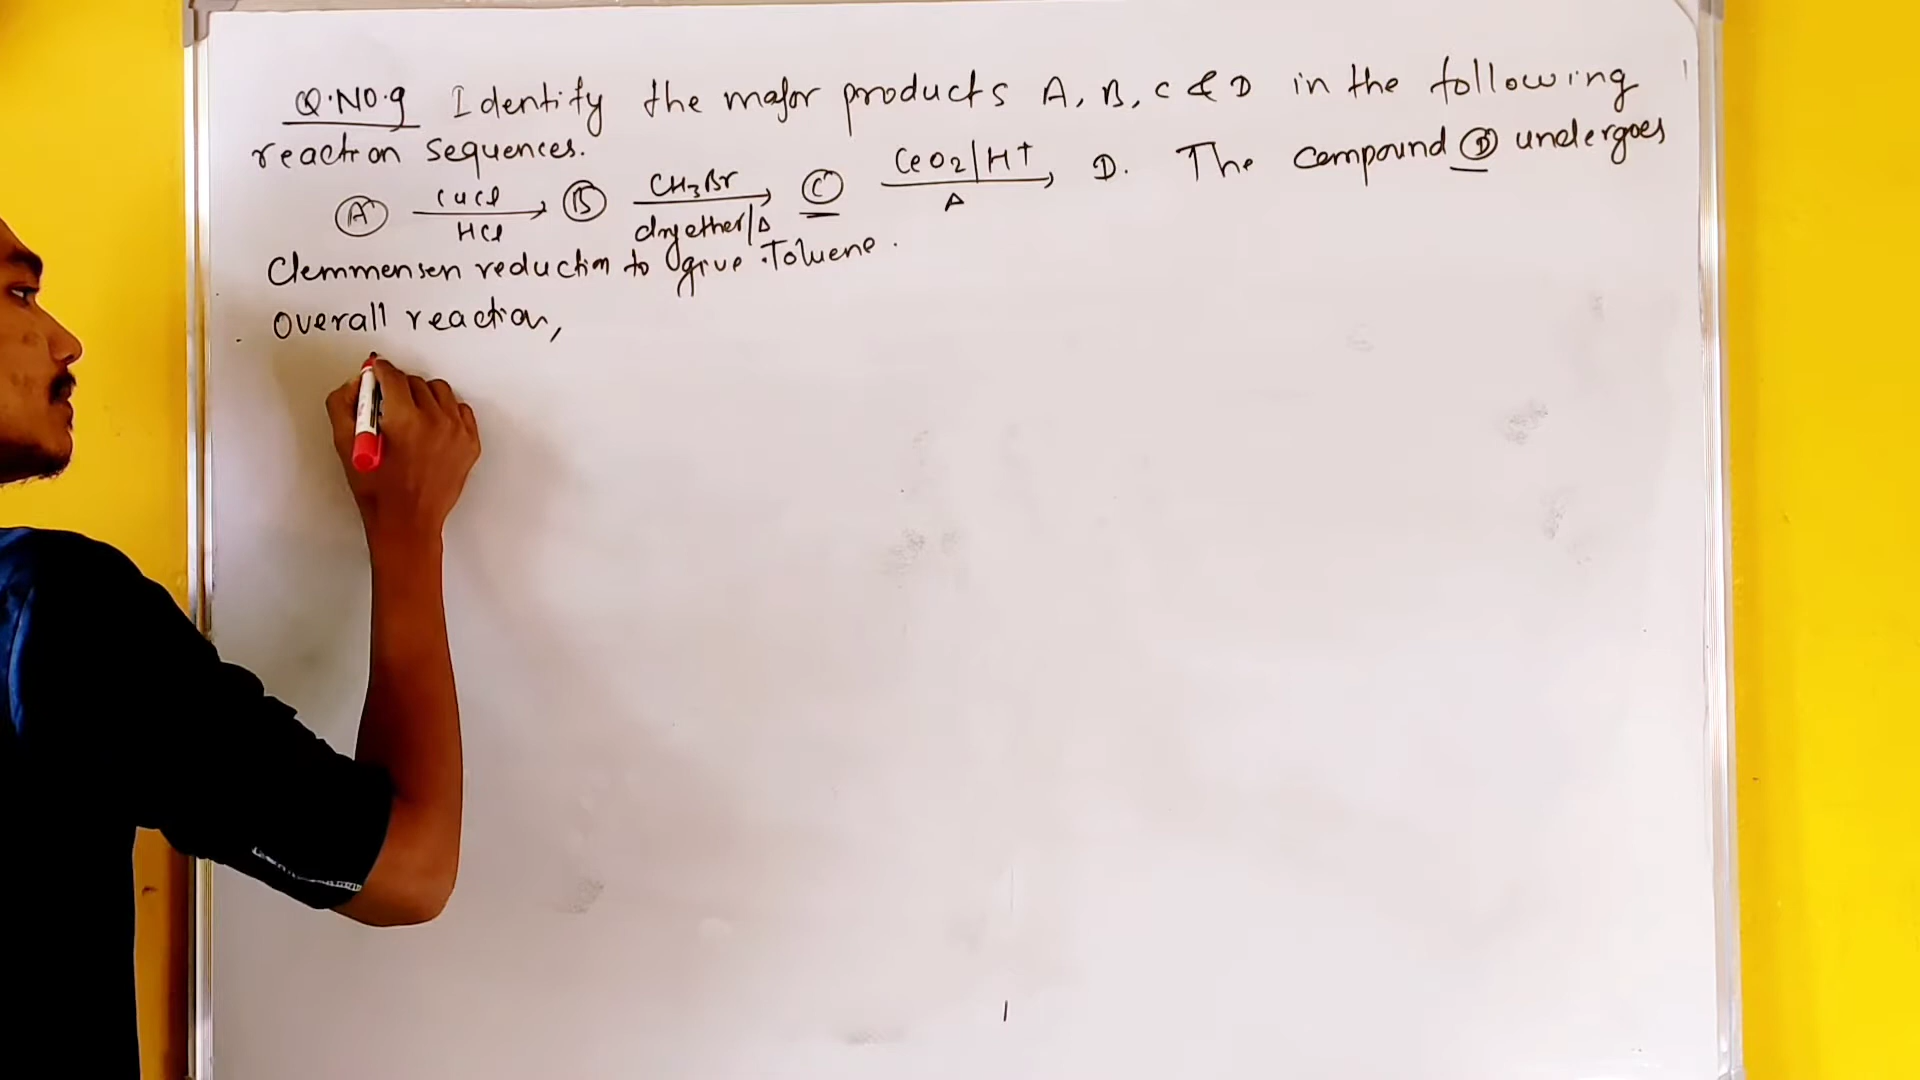 Q.NO.9 Identify the major products A, B, C & D in the following
reaction sequences.
A CuCl / HCl → B CH3Br / dry ether/Δ → C CeO2/H+ / Δ → D. The compound D undergoes
Clemmensen reduction to give Toluene.
Overall reaction,